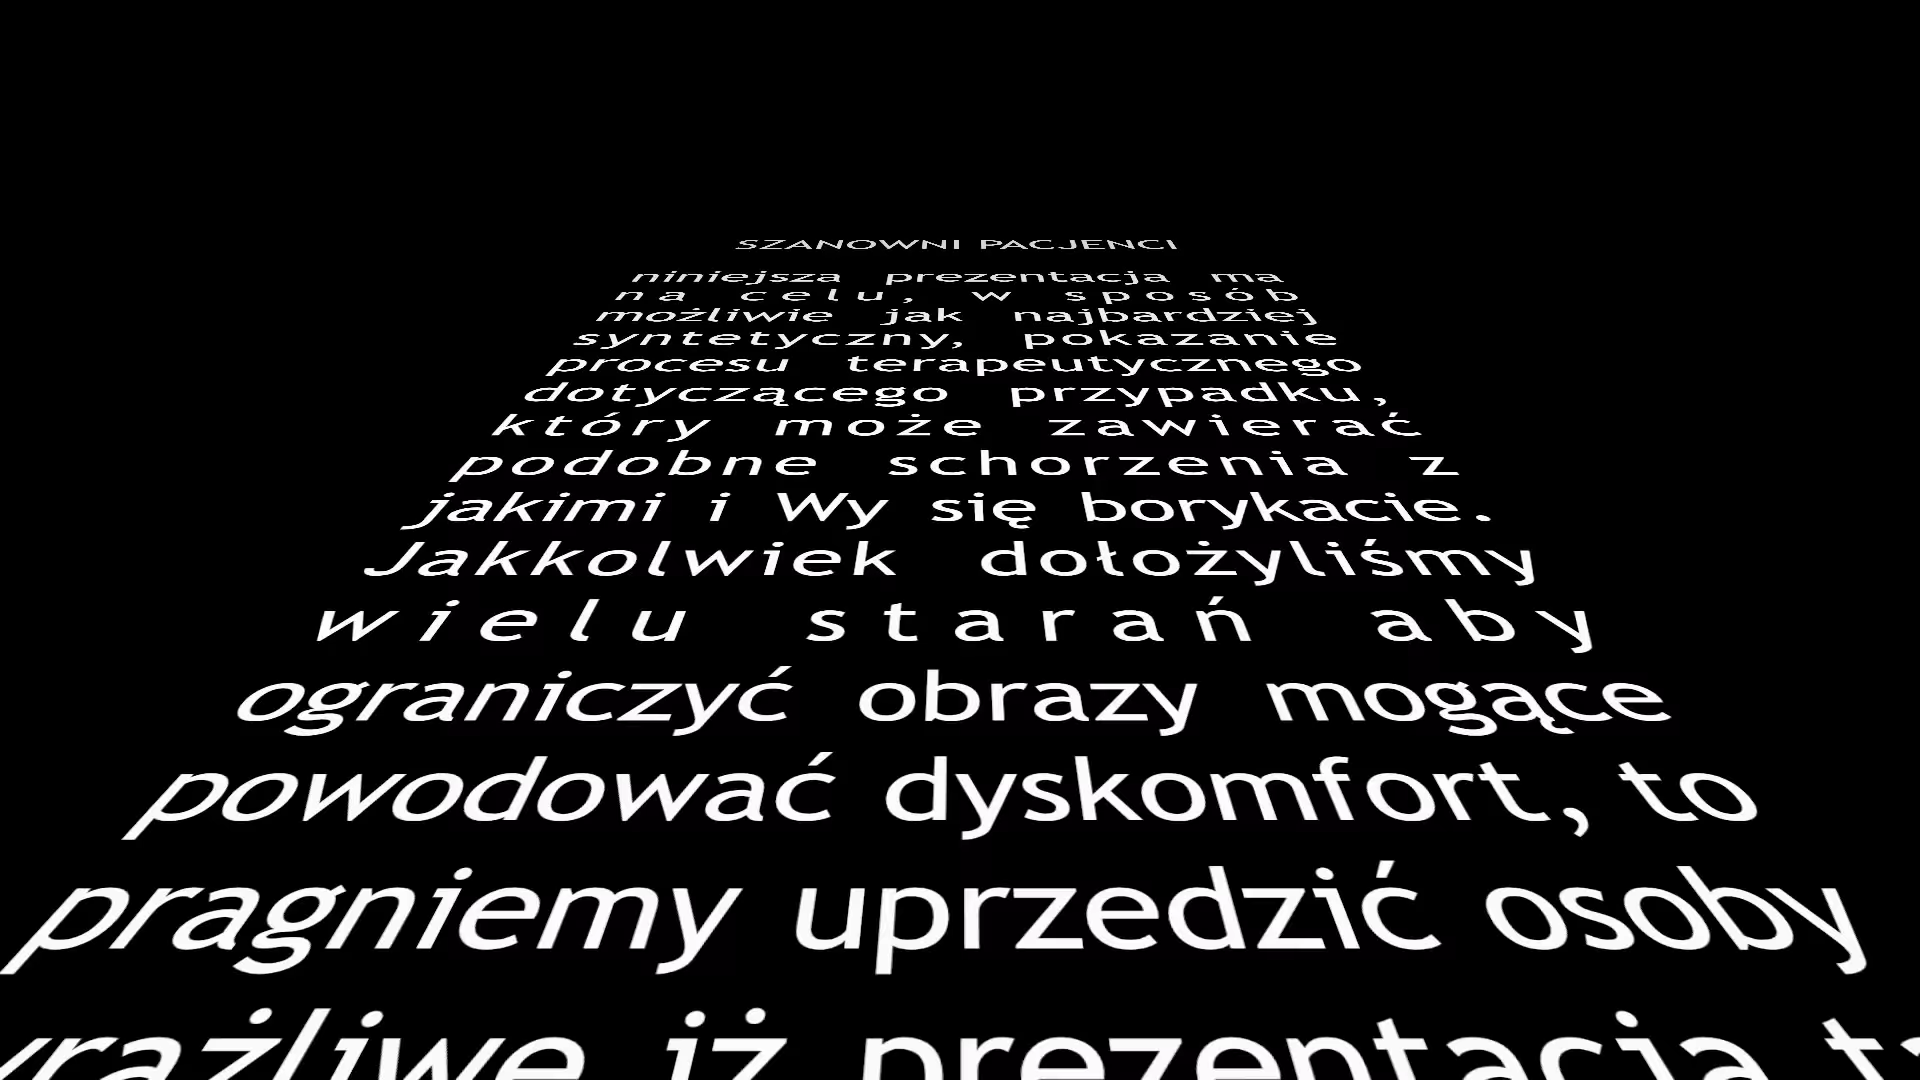 SZANOWNI PACJENCI
niniejsza prezentacja ma
na celu, w sposób
możliwie jak najbardziej
syntetyczny, pokazanie
procesu terapeutycznego
dotyczącego przypadku,
który może zawierać
podobne schorzenia z
jakimi i Wy się borykacie.
Jakkolwiek dołożyliśmy
wielu starań aby
ograniczyć obrazy mogące
powodować dyskomfort, to
pragniemy uprzedzić osoby
iż prezentacja